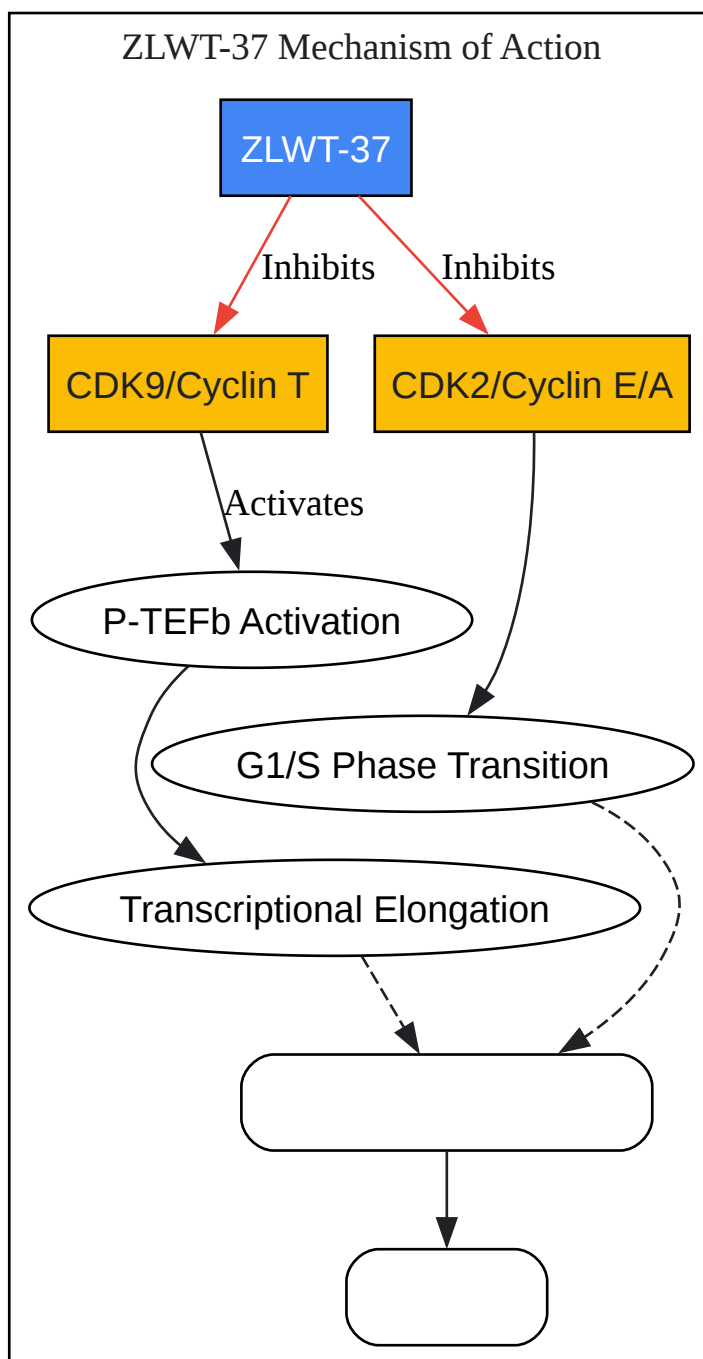 ZLWT-37 Mechanism of Action
ZLWT-37
Inhibits
Inhibits
CDK9/Cyclin T
CDK2/Cyclin E/A
Activates
P-TEFb Activation
G1/S Phase Transition
Transcriptional Elongation